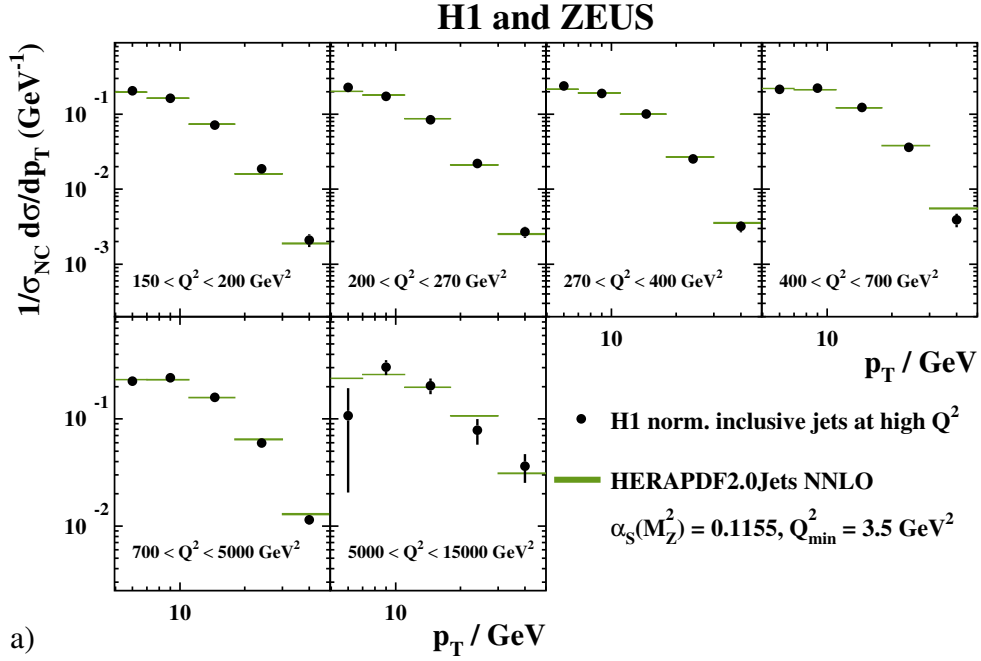 H1 and ZEUS
1/σ_NC dσ/dp_T (GeV^-1)
10^-1
10^-2
10^-3
150 < Q^2 < 200 GeV^2
200 < Q^2 < 270 GeV^2
270 < Q^2 < 400 GeV^2
400 < Q^2 < 700 GeV^2
10
10
p_T / GeV
10^-1
10^-2
700 < Q^2 < 5000 GeV^2
5000 < Q^2 < 15000 GeV^2
10
10
p_T / GeV
H1 norm. inclusive jets at high Q^2
HERAPDF2.0Jets NNLO
α_S(M_Z^2) = 0.1155, Q_min^2 = 3.5 GeV^2
a)